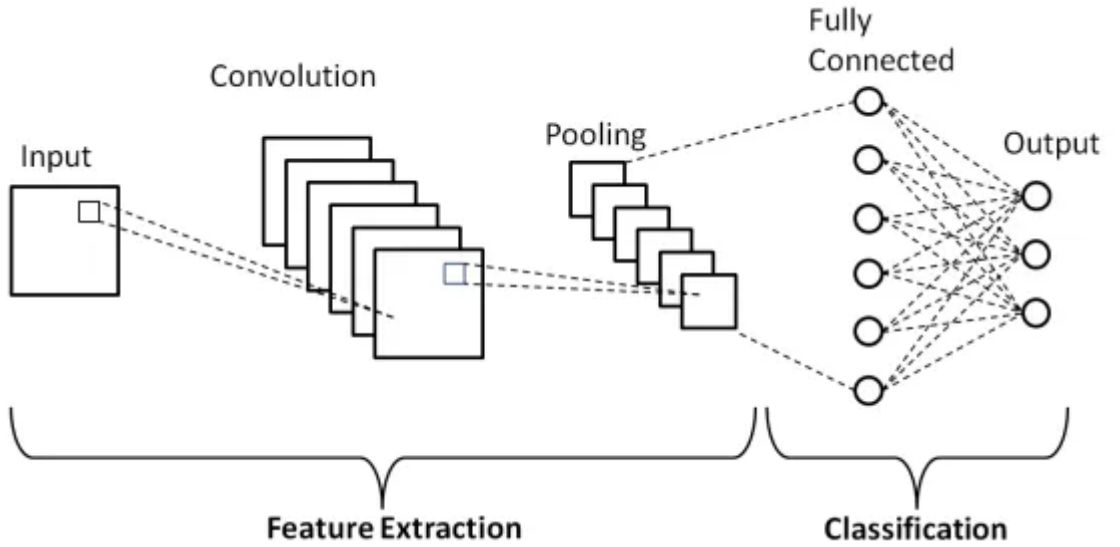 Input
Convolution
Pooling
Fully
Connected
Output
Feature Extraction
Classification